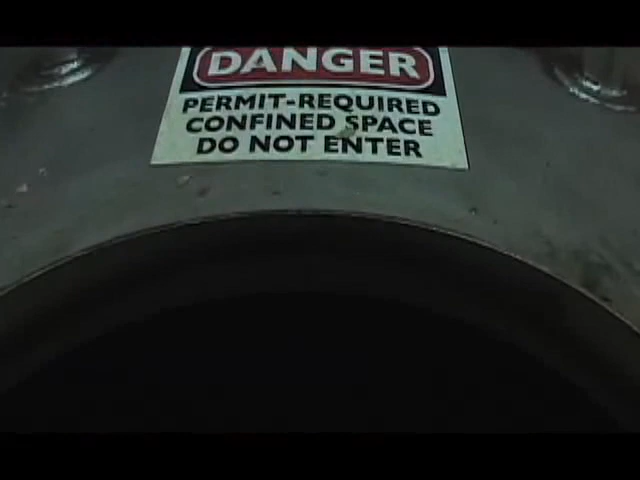 DANGER
PERMIT-REQUIRED
CONFINED SPACE
DO NOT ENTER